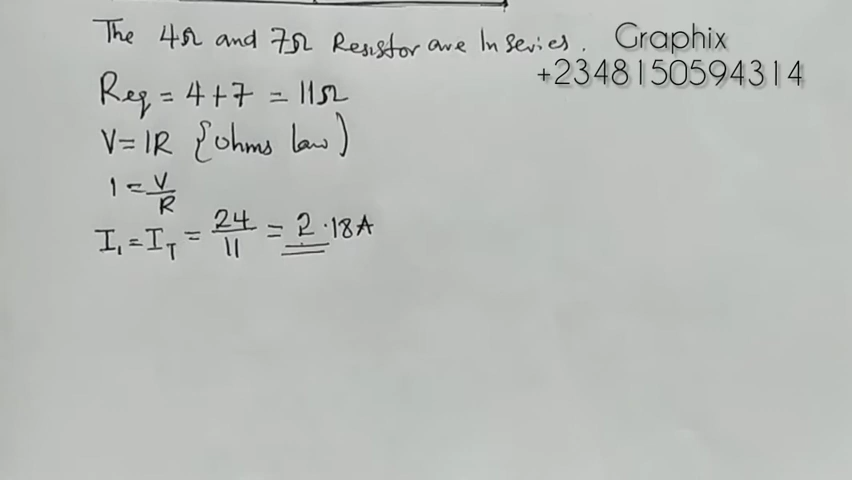 The 4Ω and 7Ω Resistor are In series.
Graphix
+2348150594314
Req = 4+7 = 11Ω
V=IR {ohms law)
I = V/R
I₁ = I_T = 24/11 = 2.18A